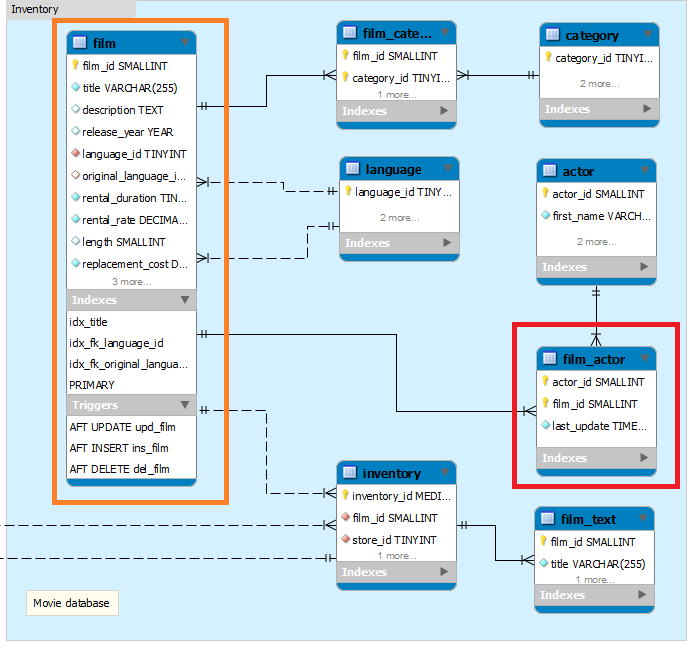 Inventory
film
film_id SMALLINT
title VARCHAR(255)
description TEXT
release_year YEAR
language_id TINYINT
original_language_i...
rental_duration TIN...
rental_rate DECIMA...
length SMALLINT
replacement_cost D...
3 more...
Indexes
idx_title
idx_fk_language_id
idx_fk_original_langua...
PRIMARY
Triggers
AFT UPDATE upd_film
AFT INSERT ins_film
AFT DELETE del_film
film_cate...
film_id SMALLINT
category_id TINYI...
1 more...
Indexes
category
category_id TINYI...
2 more...
Indexes
language
language_id TINY...
2 more...
Indexes
actor
actor_id SMALLINT
first_name VARCH...
2 more...
Indexes
film_actor
actor_id SMALLINT
film_id SMALLINT
last_update TIME...
Indexes
inventory
inventory_id MEDI...
film_id SMALLINT
store_id TINYINT
1 more...
Indexes
film_text
film_id SMALLINT
title VARCHAR(255)
1 more...
Indexes
Movie database